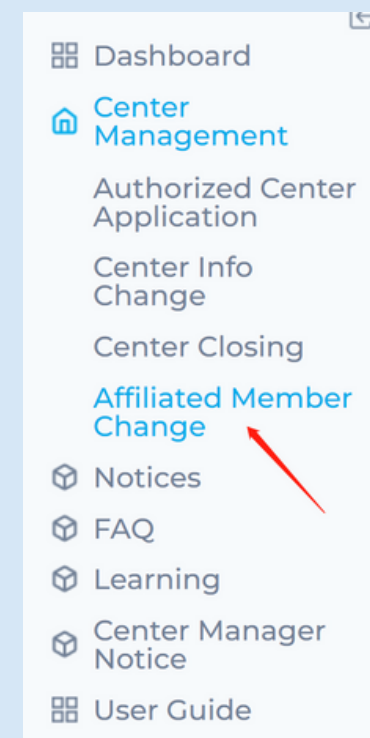 Dashboard
Center
Management
Authorized Center
Application
Center Info
Change
Center Closing
Affiliated Member
Change
Notices
FAQ
Learning
Center Manager
Notice
User Guide